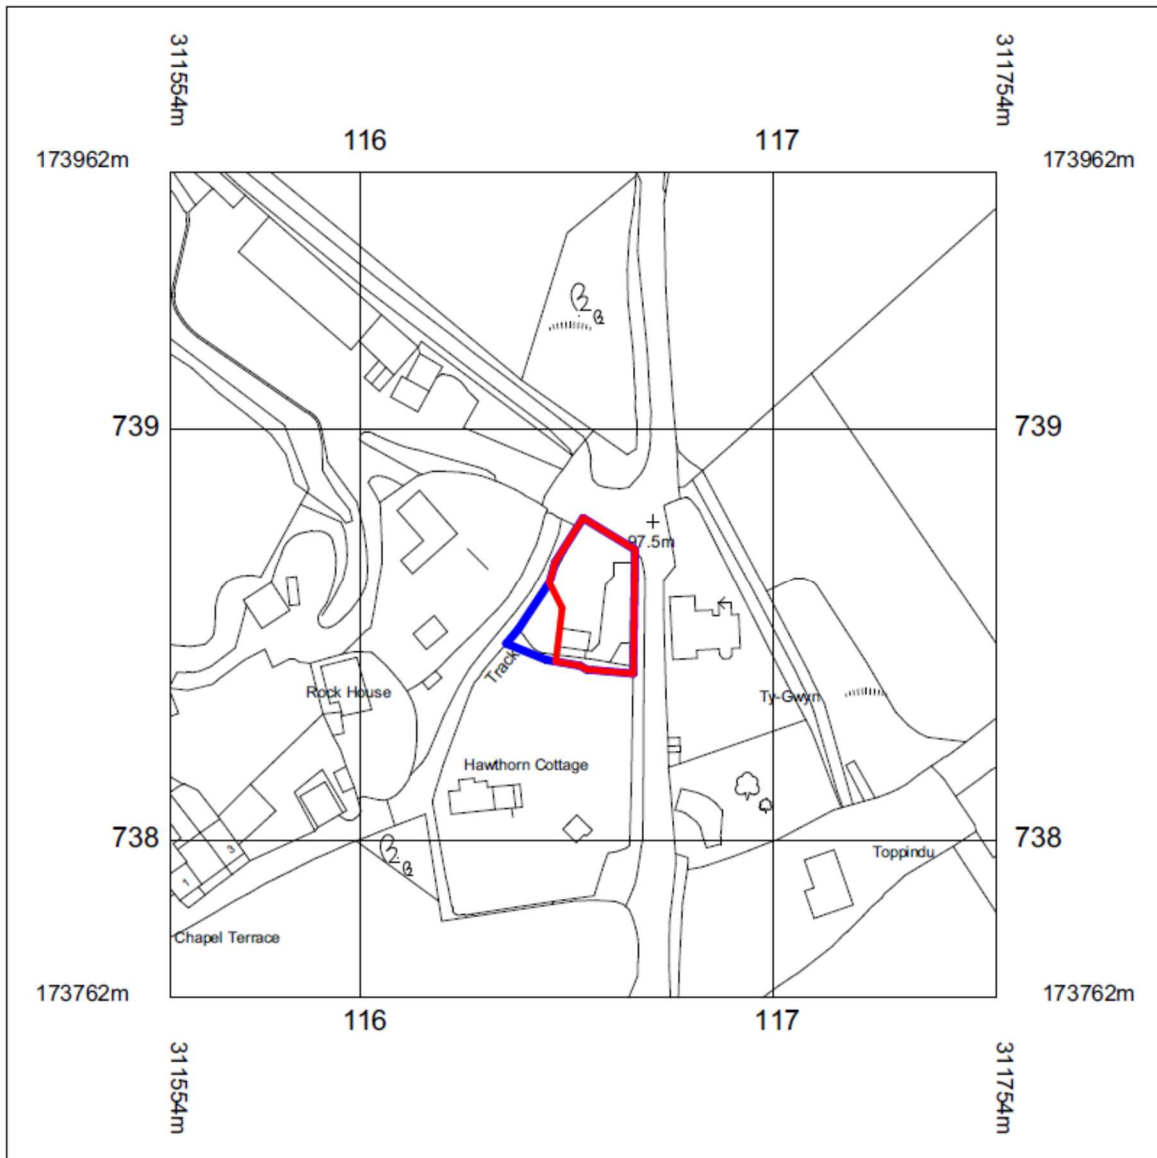 311554m
311754m
116
117
173962m
173962m
739
739
97.5m
Track
Rock House
Ty-Gwyn
Hawthorn Cottage
738
738
Toppindu
3
1
Chapel Terrace
173762m
173762m
116
117
311554m
311754m